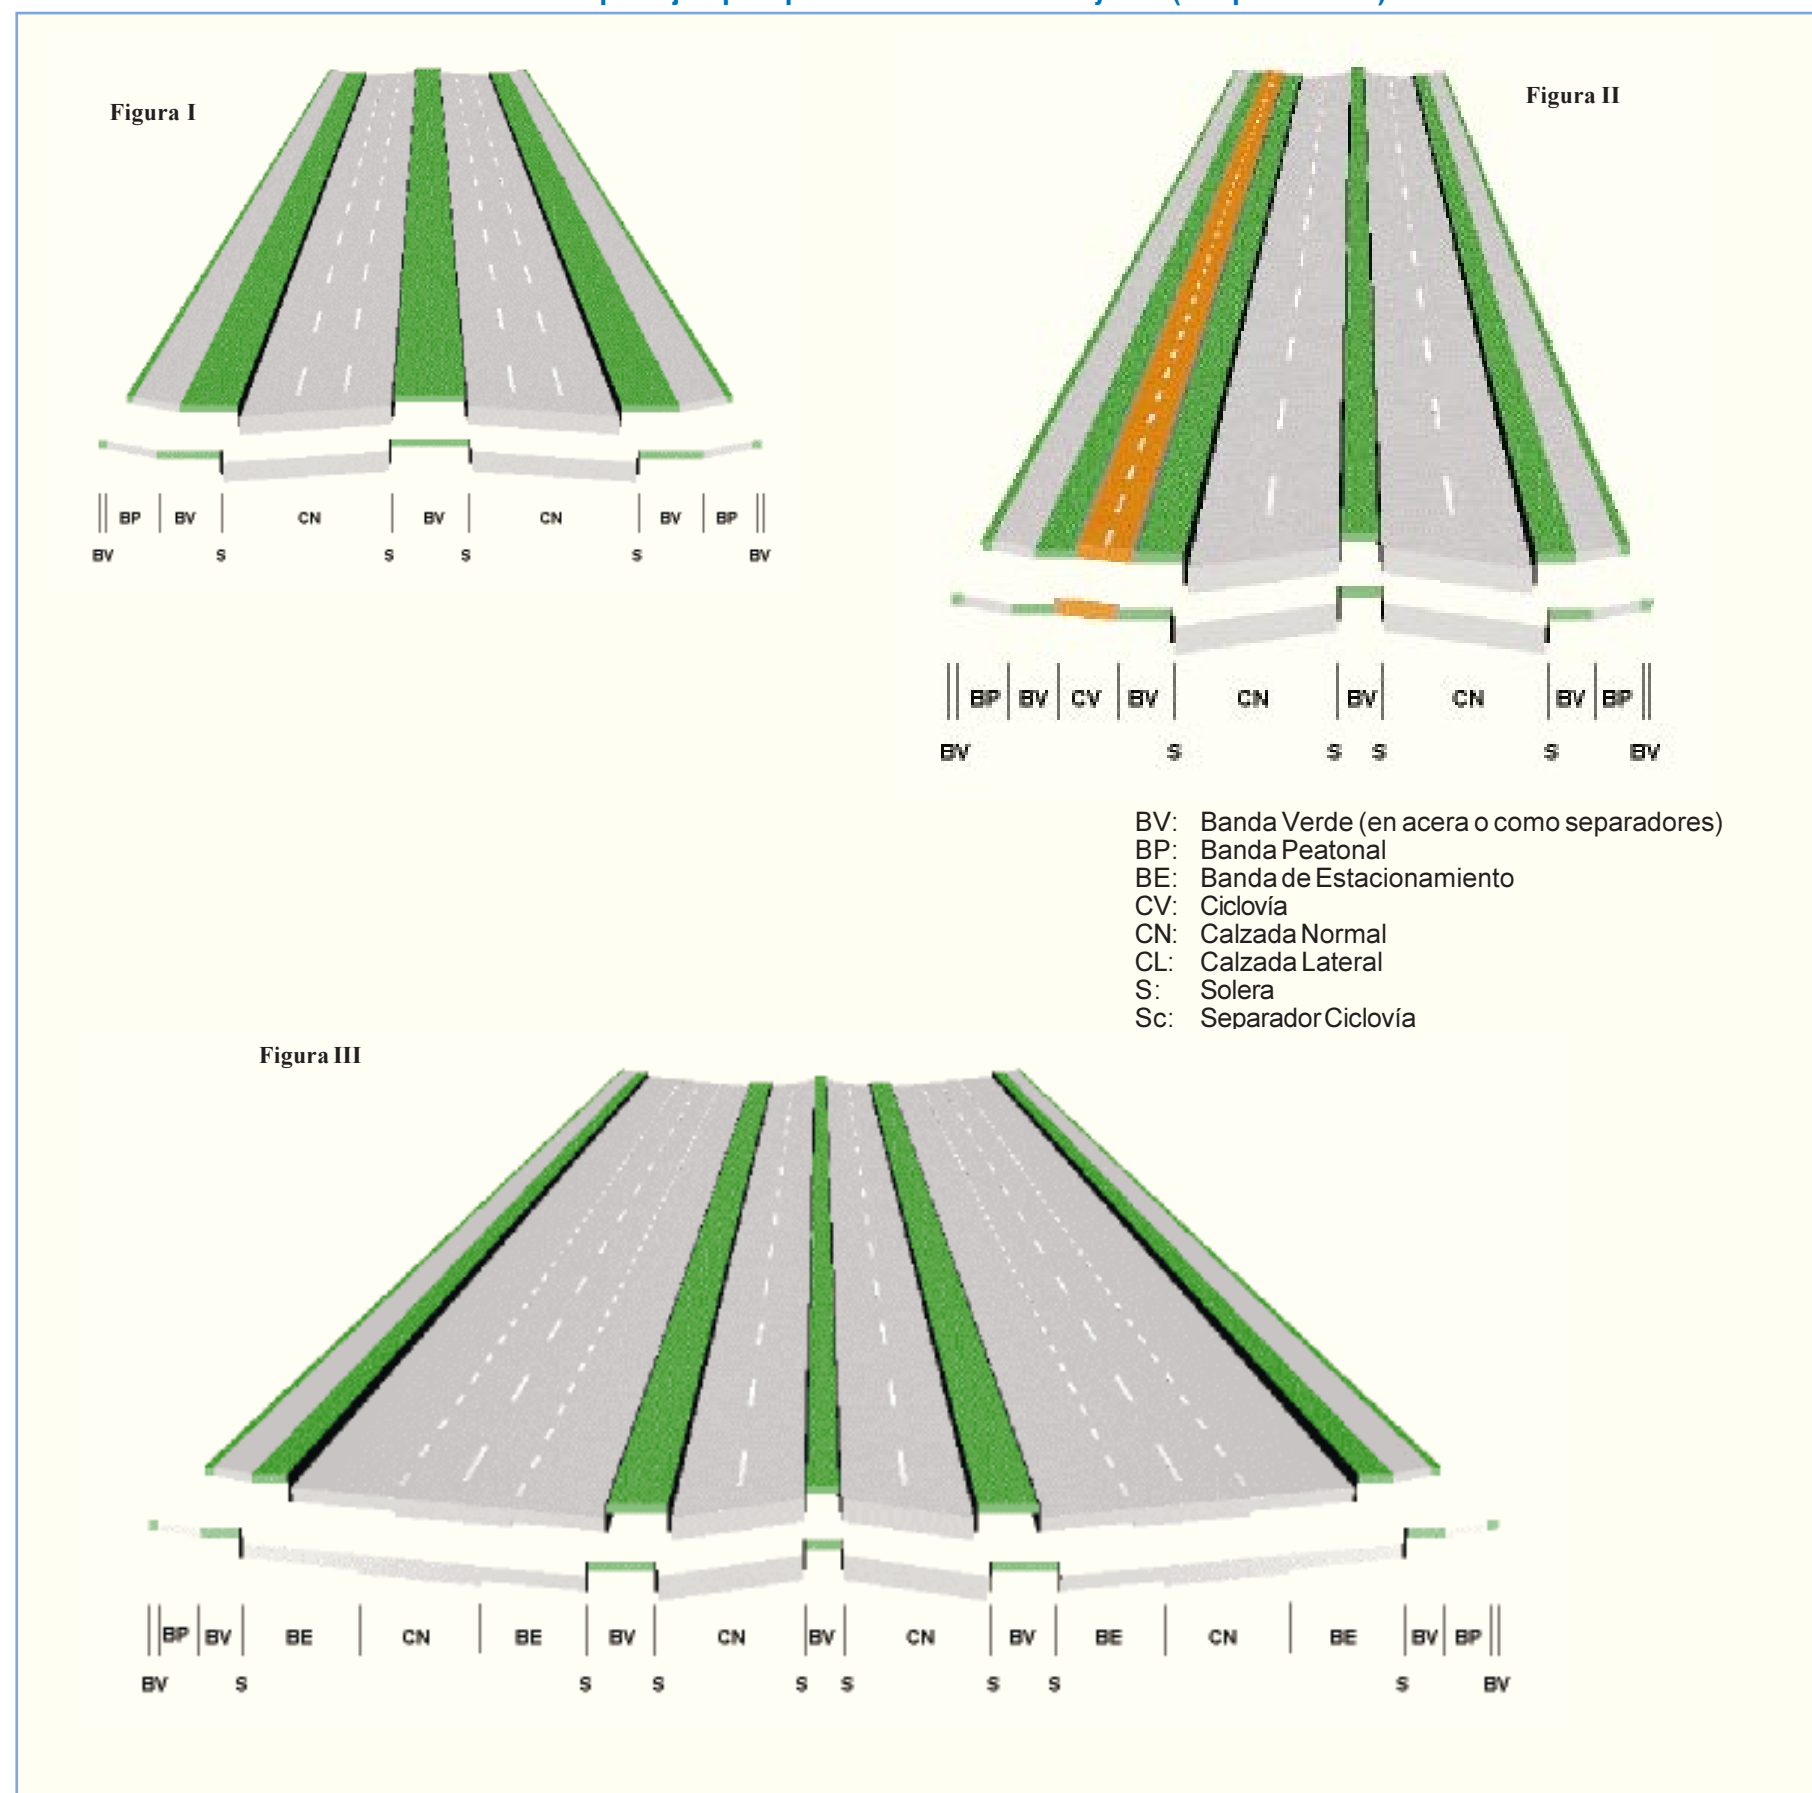 Figura I
Figura II
BP BV CN BV CN BV BP
BV S S S S BV
BP BV CV BV CN BV CN BV BP
BV S S S S BV
BV: Banda Verde (en acera o como separadores)
BP: Banda Peatonal
BE: Banda de Estacionamiento
CV: Ciclovía
CN: Calzada Normal
CL: Calzada Lateral
S: Solera
Sc: Separador Ciclovía
Figura III
BP BV BE CN BE BV CN BV CN BV BE CN BE BV BP
BV S S S S S S S S BV